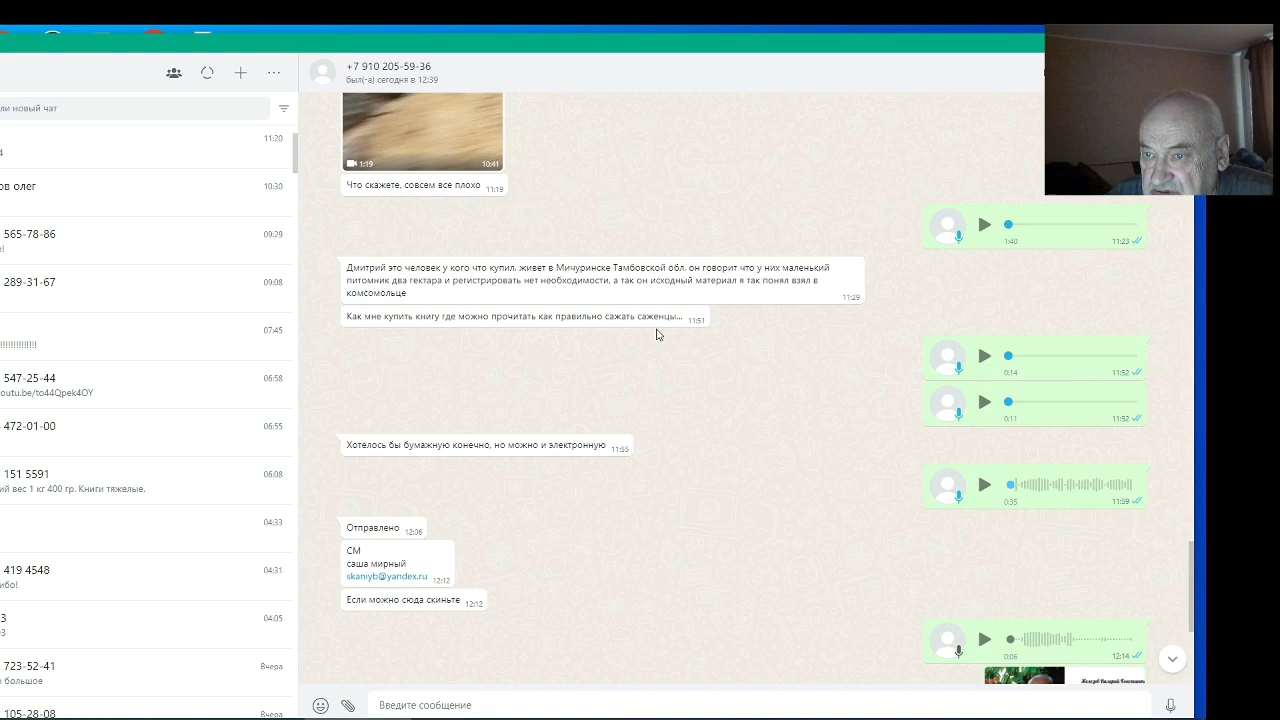 +7 910 205-59-36
был(-а) сегодня в 12:39
ли новый чат
11:20
4
ов олег
10:30
565-78-86
09:29
о!
289-31-67
09:08
07:45
!!!!!!!!!!!!!!!
547-25-44
06:58
outu.be/to44Qpek4OY
472-01-00
06:55
151 5591
06:08
ий вес 1 кг 400 гр. Книги тяжелые.
04:33
419 4548
04:31
ибо!
3
04:05
03
723-52-41
Вчера
о большое
105-28-08
Вчера
1:19
10:41
Что скажете, совсем все плохо
11:19
1:40
11:23
Дмитрий это человек у кого что купил, живет в Мичуринске Тамбовской обл, он говорит что у них маленький
питомник два гектара и регистрировать нет необходимости, а так он исходный материал я так понял взял в
комсомольце
11:29
Как мне купить книгу где можно прочитать как правильно сажать саженцы...
11:51
0:14
11:52
0:11
11:52
Хотелось бы бумажную конечно, но можно и электронную
11:55
0:35
11:59
Отправлено
12:06
СМ
саша мирный
skaniyb@yandex.ru
12:12
Если можно сюда скиньте
12:12
0:06
12:14
Железов Валерий Константин
Введите сообщение